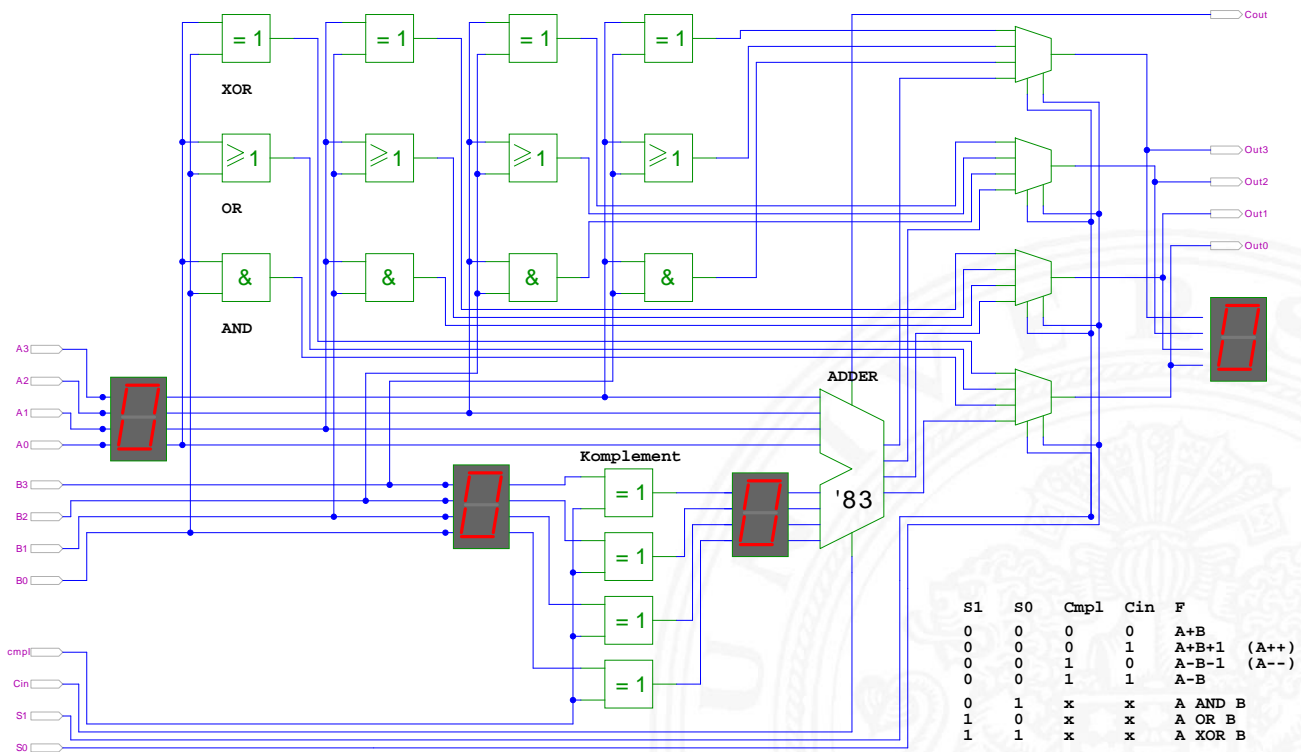 = 1
= 1
= 1
= 1
Cout
XOR
≥1
≥1
≥1
≥1
Out3
Out2
OR
Out1
Out0
&
&
&
&
AND
A3
ADDER
A2
A1
A0
Komplement
B3
= 1
'83
B2
B1
= 1
B0
= 1
= 1
cmpl
Cin
S1
S0
S1 S0 Cmpl Cin F
0 0 0 0 A+B
0 0 0 1 A+B+1 (A++)
0 0 1 0 A-B-1 (A--)
0 0 1 1 A-B
0 1 x x A AND B
1 0 x x A OR B
1 1 x x A XOR B